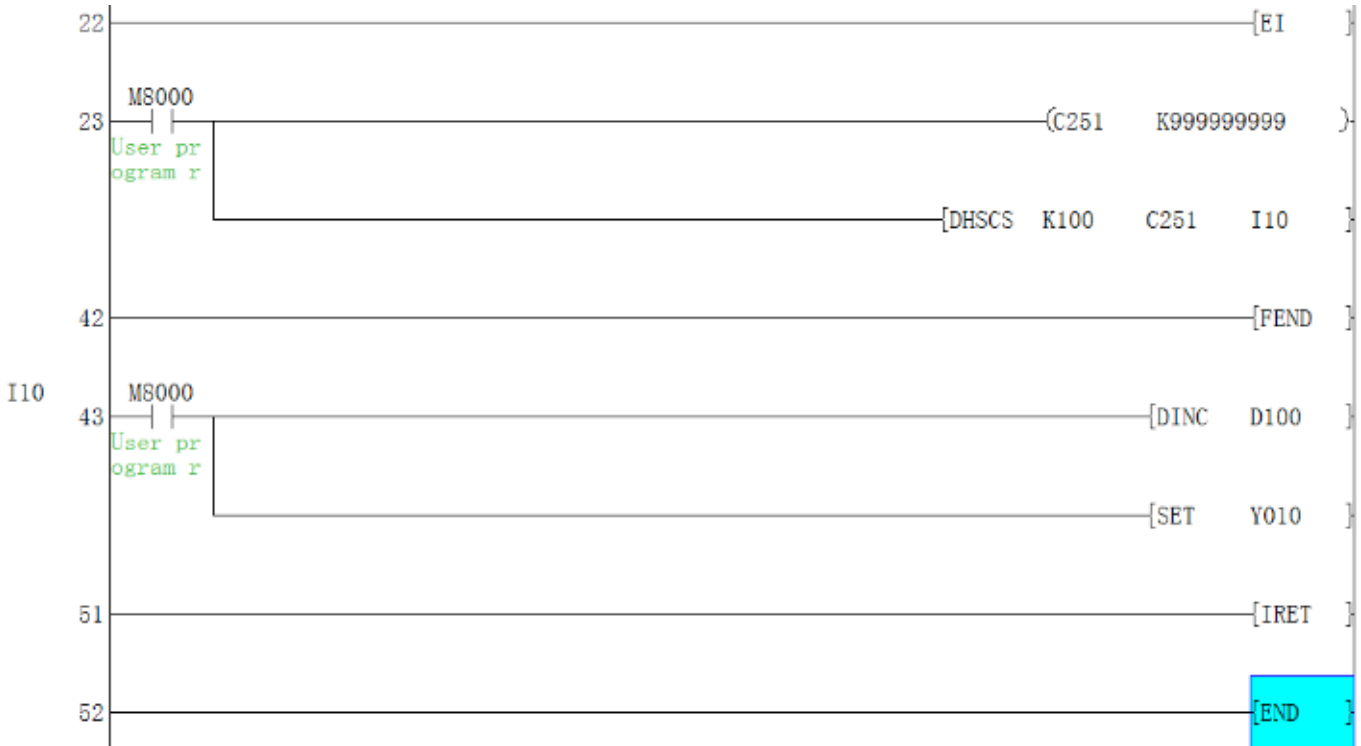 22 [EI ]
M8000
23 (C251 K999999999 )
User pr
ogram r
[DHSCS K100 C251 I10 ]
42 [FEND ]
I10 M8000
43 [DINC D100 ]
User pr
ogram r
[SET Y010 ]
51 [IRET ]
52 [END ]